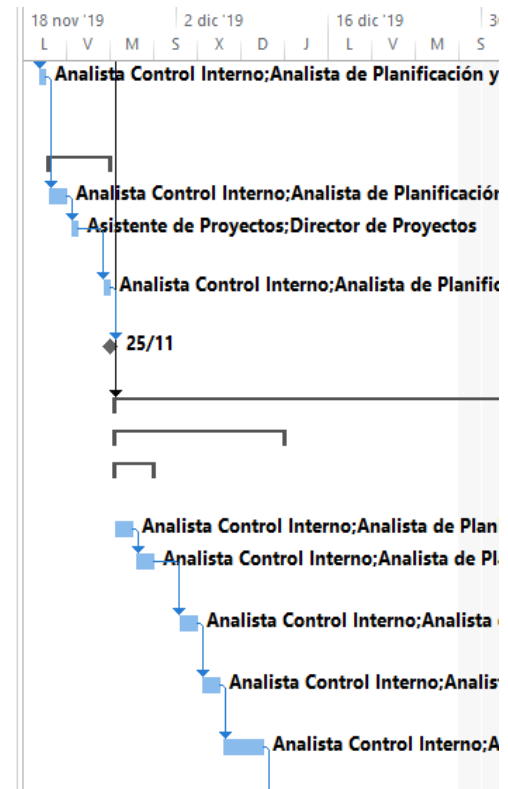 18 nov '19 2 dic '19 16 dic '19 30
L V M S X D J L V M S
Analista Control Interno;Analista de Planificación y
Analista Control Interno;Analista de Planificación
Asistente de Proyectos;Director de Proyectos
Analista Control Interno;Analista de Planific
25/11
Analista Control Interno;Analista de Plan
Analista Control Interno;Analista de Pl
Analista Control Interno;Analista
Analista Control Interno;Analis
Analista Control Interno;A